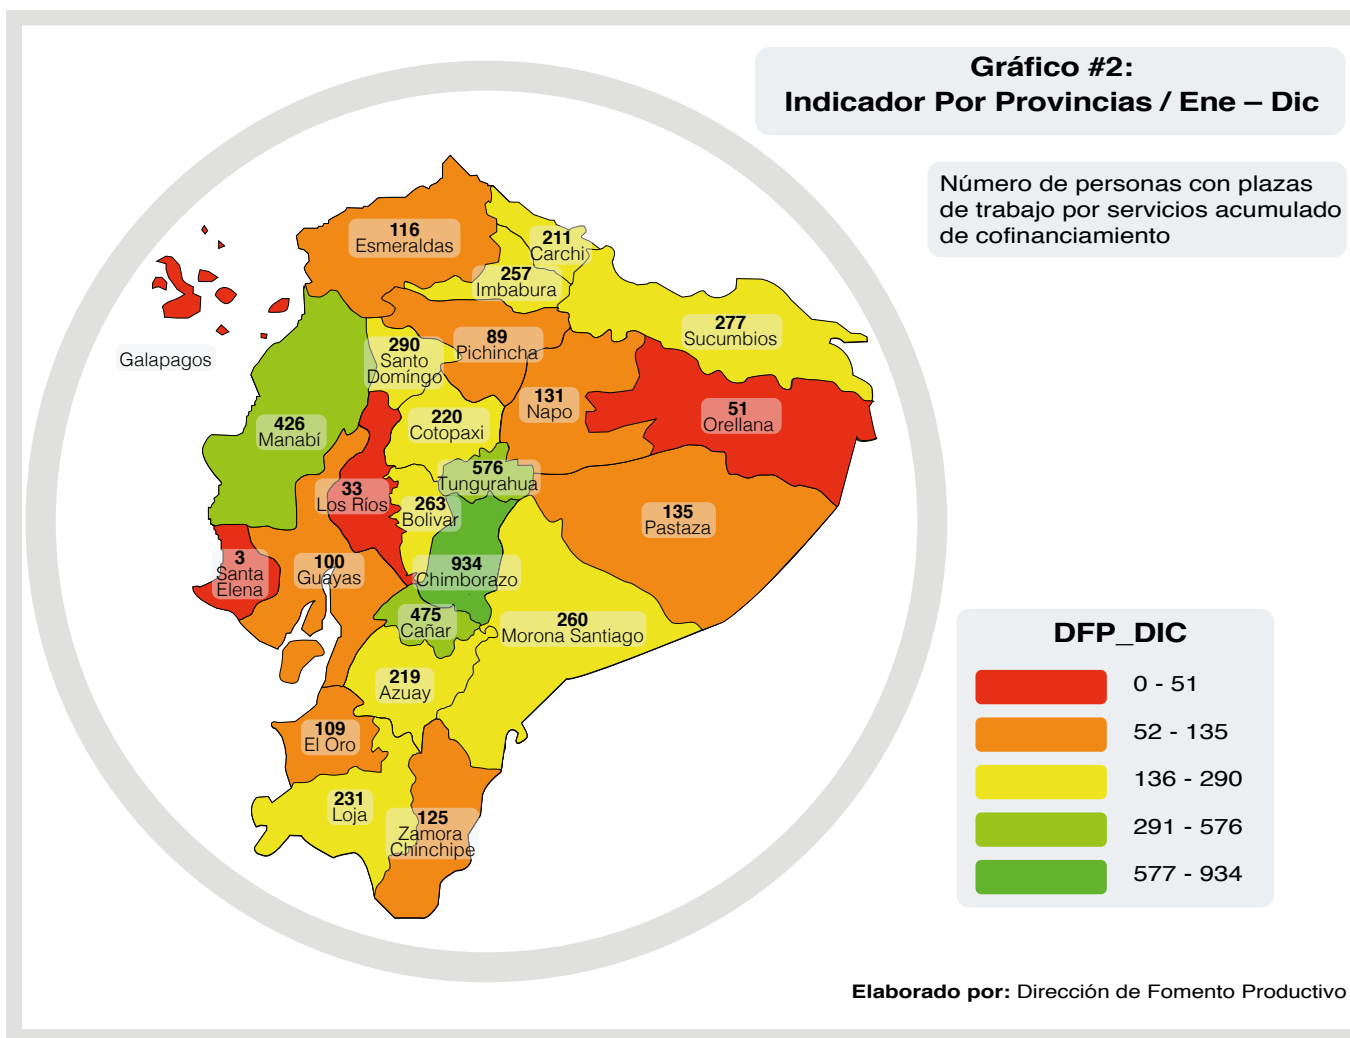 Gráfico #2:
Indicador Por Provincias / Ene – Dic
Número de personas con plazas
de trabajo por servicios acumulado
de cofinanciamiento
116
Esmeraldas
211
Carchi
257
Imbabura
277
Sucumbios
89
Pichincha
290
Santo
Domíngo
Galapagos
131
Napo
51
Orellana
220
Cotopaxi
426
Manabí
576
Tungurahua
33
Los Ríos
263
Bolivar
135
Pastaza
3
Santa
Elena
100
Guayas
934
Chimborazo
475
Cañar
260
Morona Santiago
219
Azuay
109
El Oro
231
Loja
125
Zamora
Chinchipe
DFP_DIC
0 - 51
52 - 135
136 - 290
291 - 576
577 - 934
Elaborado por: Dirección de Fomento Productivo